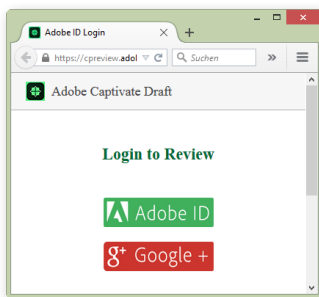 Adobe ID Login
https://cpreview.adol
Suchen
Adobe Captivate Draft
Login to Review
Adobe ID
g+ Google +